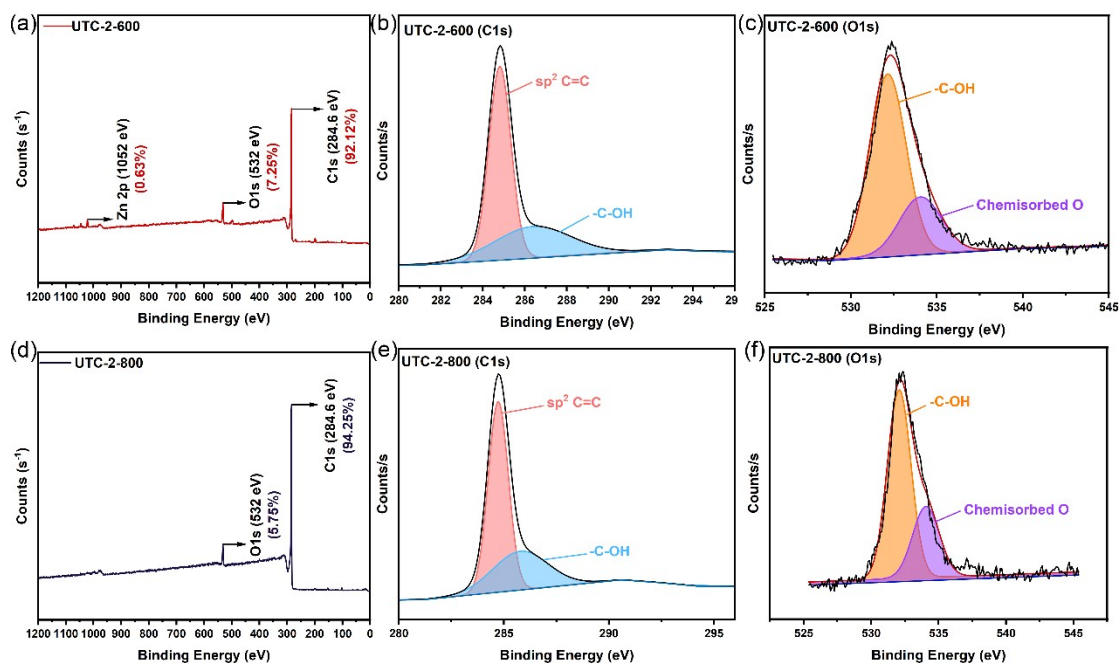 (a)
UTC-2-600
Counts (s-1)
Zn 2p (1052 eV)
(0.63%)
O1s (532 eV)
(7.25%)
C1s (284.6 eV)
(92.12%)
1200 1100 1000 900 800 700 600 500 400 300 200 100 0
Binding Energy (eV)
(b)
UTC-2-600 (C1s)
Counts/s
sp2 C=C
-C-OH
280 284 286 288 290 292 294 296
Binding Energy (eV)
(c)
UTC-2-600 (O1s)
Counts/s
-C-OH
Chemisorbed O
525 530 535 540 545
Binding Energy (eV)
(d)
UTC-2-800
Counts (s-1)
O1s (532 eV)
(5.75%)
C1s (284.6 eV)
(94.25%)
1200 1100 1000 900 800 700 600 500 400 300 200 100 0
Binding Energy (eV)
(e)
UTC-2-800 (C1s)
Counts/s
sp2 C=C
-C-OH
280 285 290 295
Binding Energy (eV)
(f)
UTC-2-800 (O1s)
Counts/s
-C-OH
Chemisorbed O
525 530 535 540 545
Binding Energy (eV)